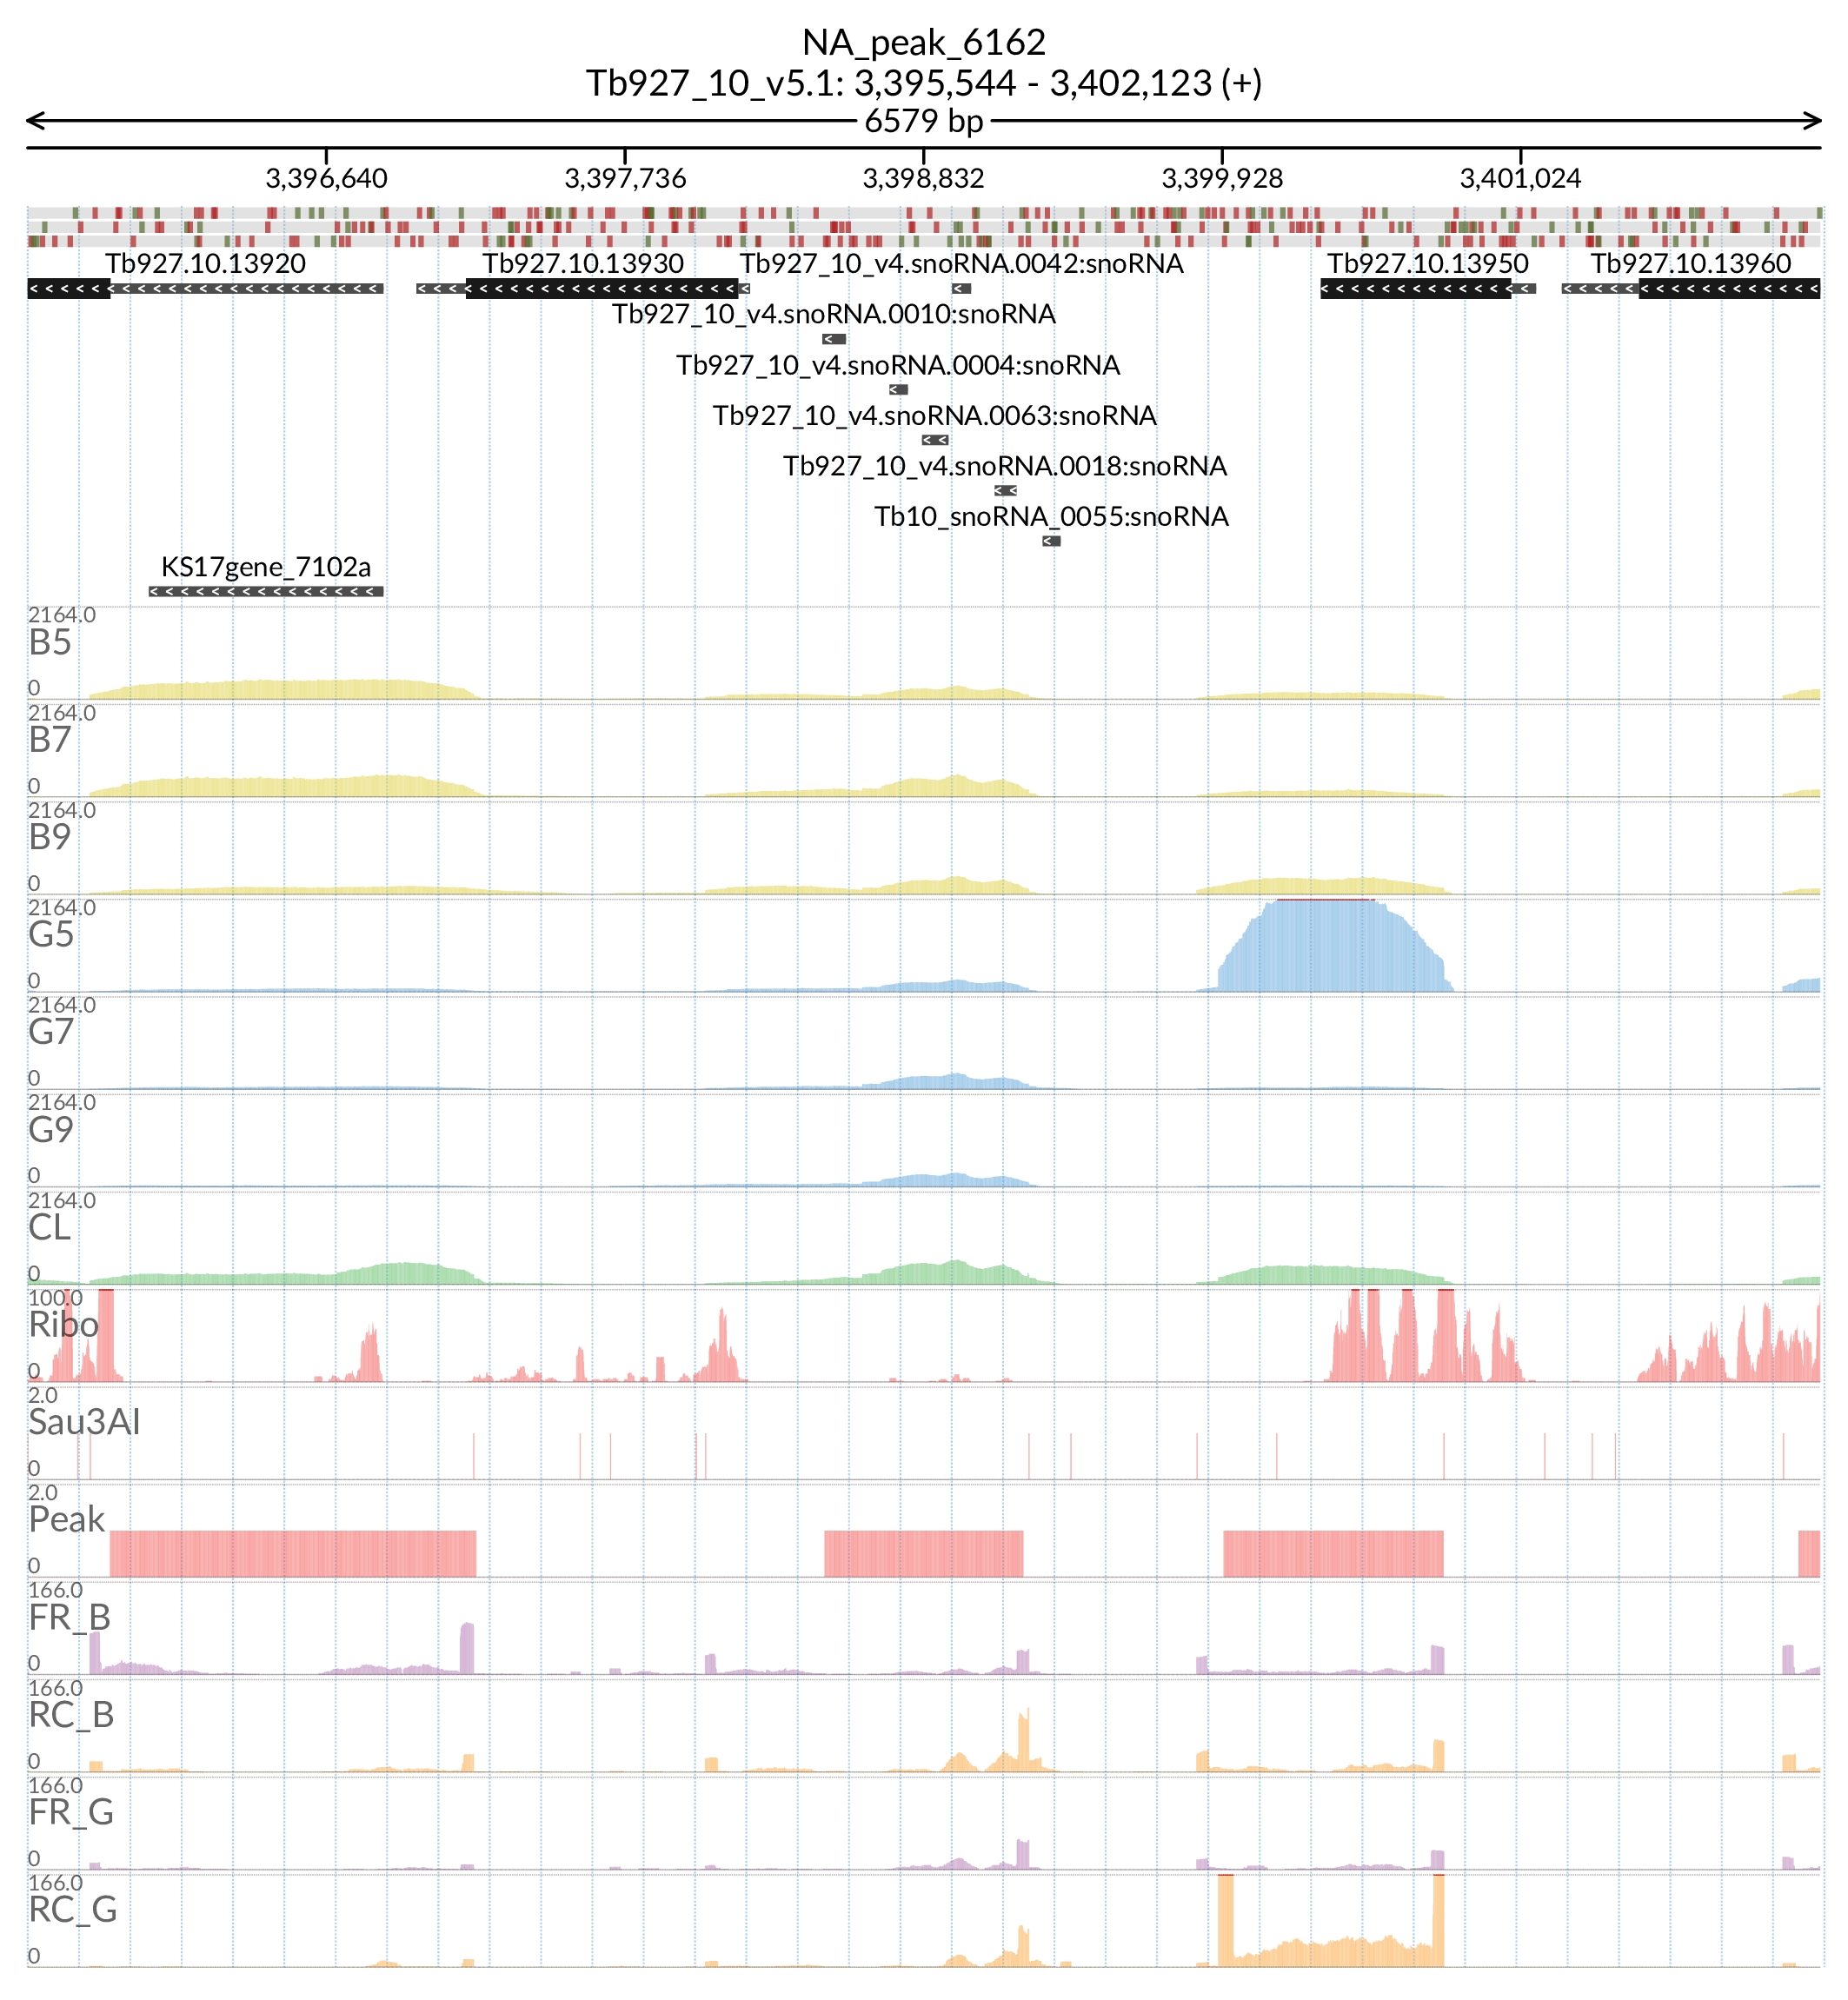 NA_peak_6162
Tb927_10_v5.1: 3,395,544 - 3,402,123 (+)
6579 bp
3,396,640 3,397,736 3,398,832 3,399,928 3,401,024
Tb927.10.13920 Tb927.10.13930 Tb927_10_v4.snoRNA.0042:snoRNA Tb927.10.13950 Tb927.10.13960
Tb927_10_v4.snoRNA.0010:snoRNA
Tb927_10_v4.snoRNA.0004:snoRNA
Tb927_10_v4.snoRNA.0063:snoRNA
Tb927_10_v4.snoRNA.0018:snoRNA
Tb10_snoRNA_0055:snoRNA
KS17gene_7102a
2164.0
B5
0
2164.0
B7
0
2164.0
B9
0
2164.0
G5
0
2164.0
G7
0
2164.0
G9
0
2164.0
CL
0
100.0
Ribo
0
2.0
Sau3AI
0
2.0
Peak
0
166.0
FR_B
0
166.0
RC_B
0
166.0
FR_G
0
166.0
RC_G
0